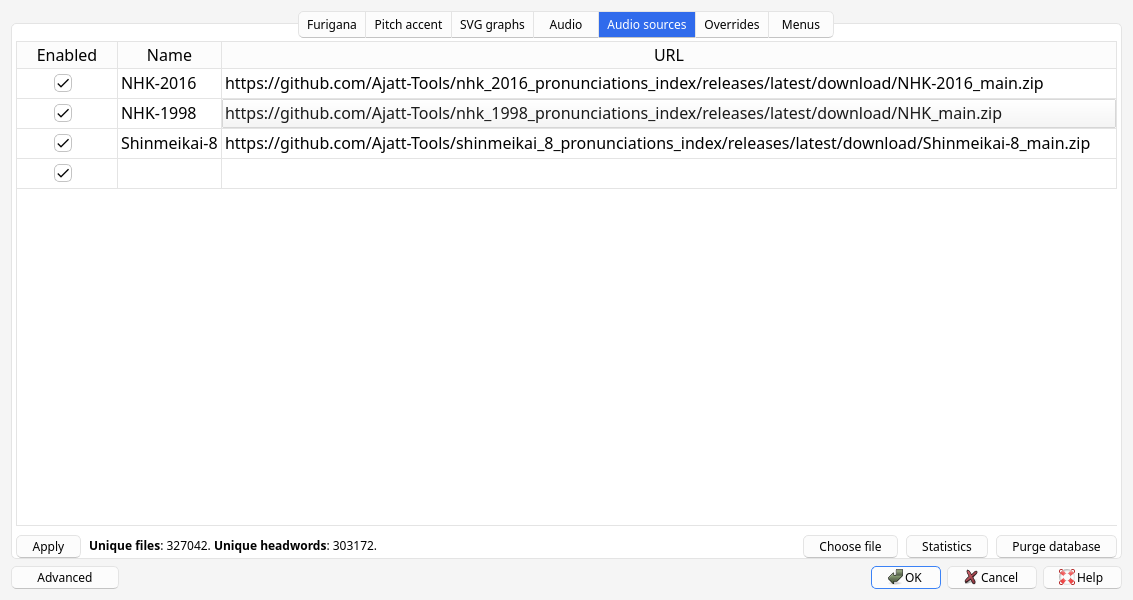 Furigana Pitch accent SVG graphs Audio Audio sources Overrides Menus
Enabled Name URL
NHK-2016 https://github.com/Ajatt-Tools/nhk_2016_pronunciations_index/releases/latest/download/NHK-2016_main.zip
NHK-1998 https://github.com/Ajatt-Tools/nhk_1998_pronunciations_index/releases/latest/download/NHK_main.zip
Shinmeikai-8 https://github.com/Ajatt-Tools/shinmeikai_8_pronunciations_index/releases/latest/download/Shinmeikai-8_main.zip
Apply Unique files: 327042. Unique headwords: 303172. Choose file Statistics Purge database
Advanced OK Cancel Help